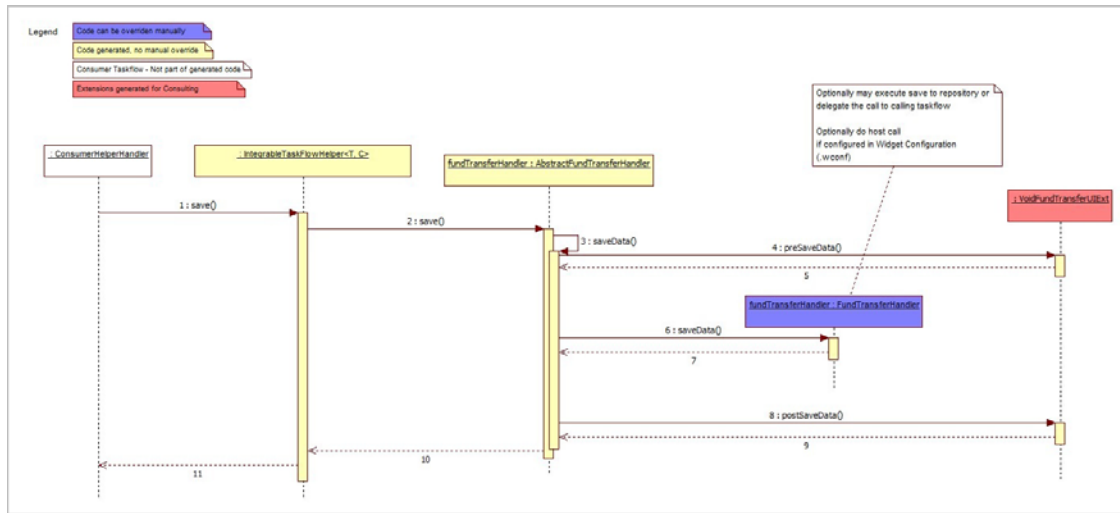 Legend
Code can be overriden manually
Code generated, no manual override
Consumer Taskflow - Not part of generated code
Extensions generated for Consulting
Optionally may execute save to repository or
delegate the call to calling taskflow
Optionally do host call
if configured in Widget Configuration
(.wconf)
: ConsumerHelperHandler
: IntegrableTaskFlowHelper<T, C>
fundTransferHandler : AbstractFundTransferHandler
: VoidFundTransferUIExt
1 : save()
2 : save()
3 : saveData()
4 : preSaveData()
5
fundTransferHandler : FundTransferHandler
6 : saveData()
7
8 : postSaveData()
9
10
11